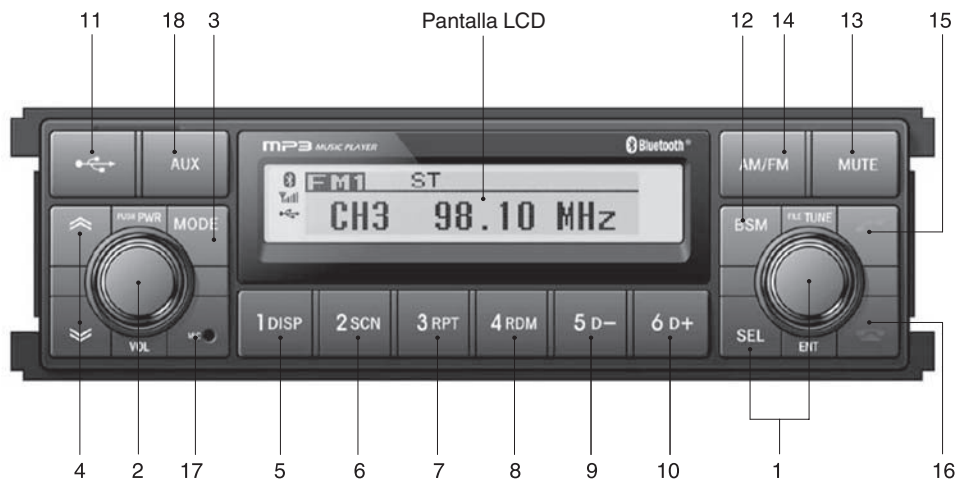 11 18 3 Pantalla LCD 12 14 13 15
MP3 MUSIC PLAYER Bluetooth®
AUX AM/FM MUTE
FM1 ST
CH3 98.10 MHz
PUSH PWR MODE BSM FILE TUNE
1 DISP 2 SCN 3 RPT 4 RDM 5 D− 6 D+
VOL SEL ENT
4 2 17 5 6 7 8 9 10 1 16